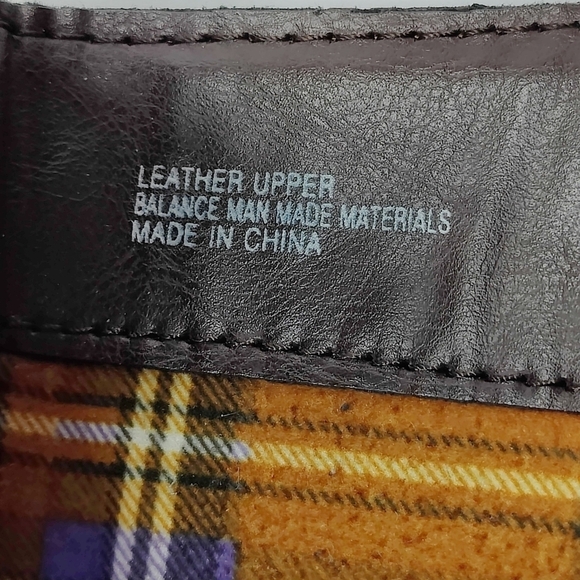 LEATHER UPPER
BALANCE MAN MADE MATERIALS
MADE IN CHINA